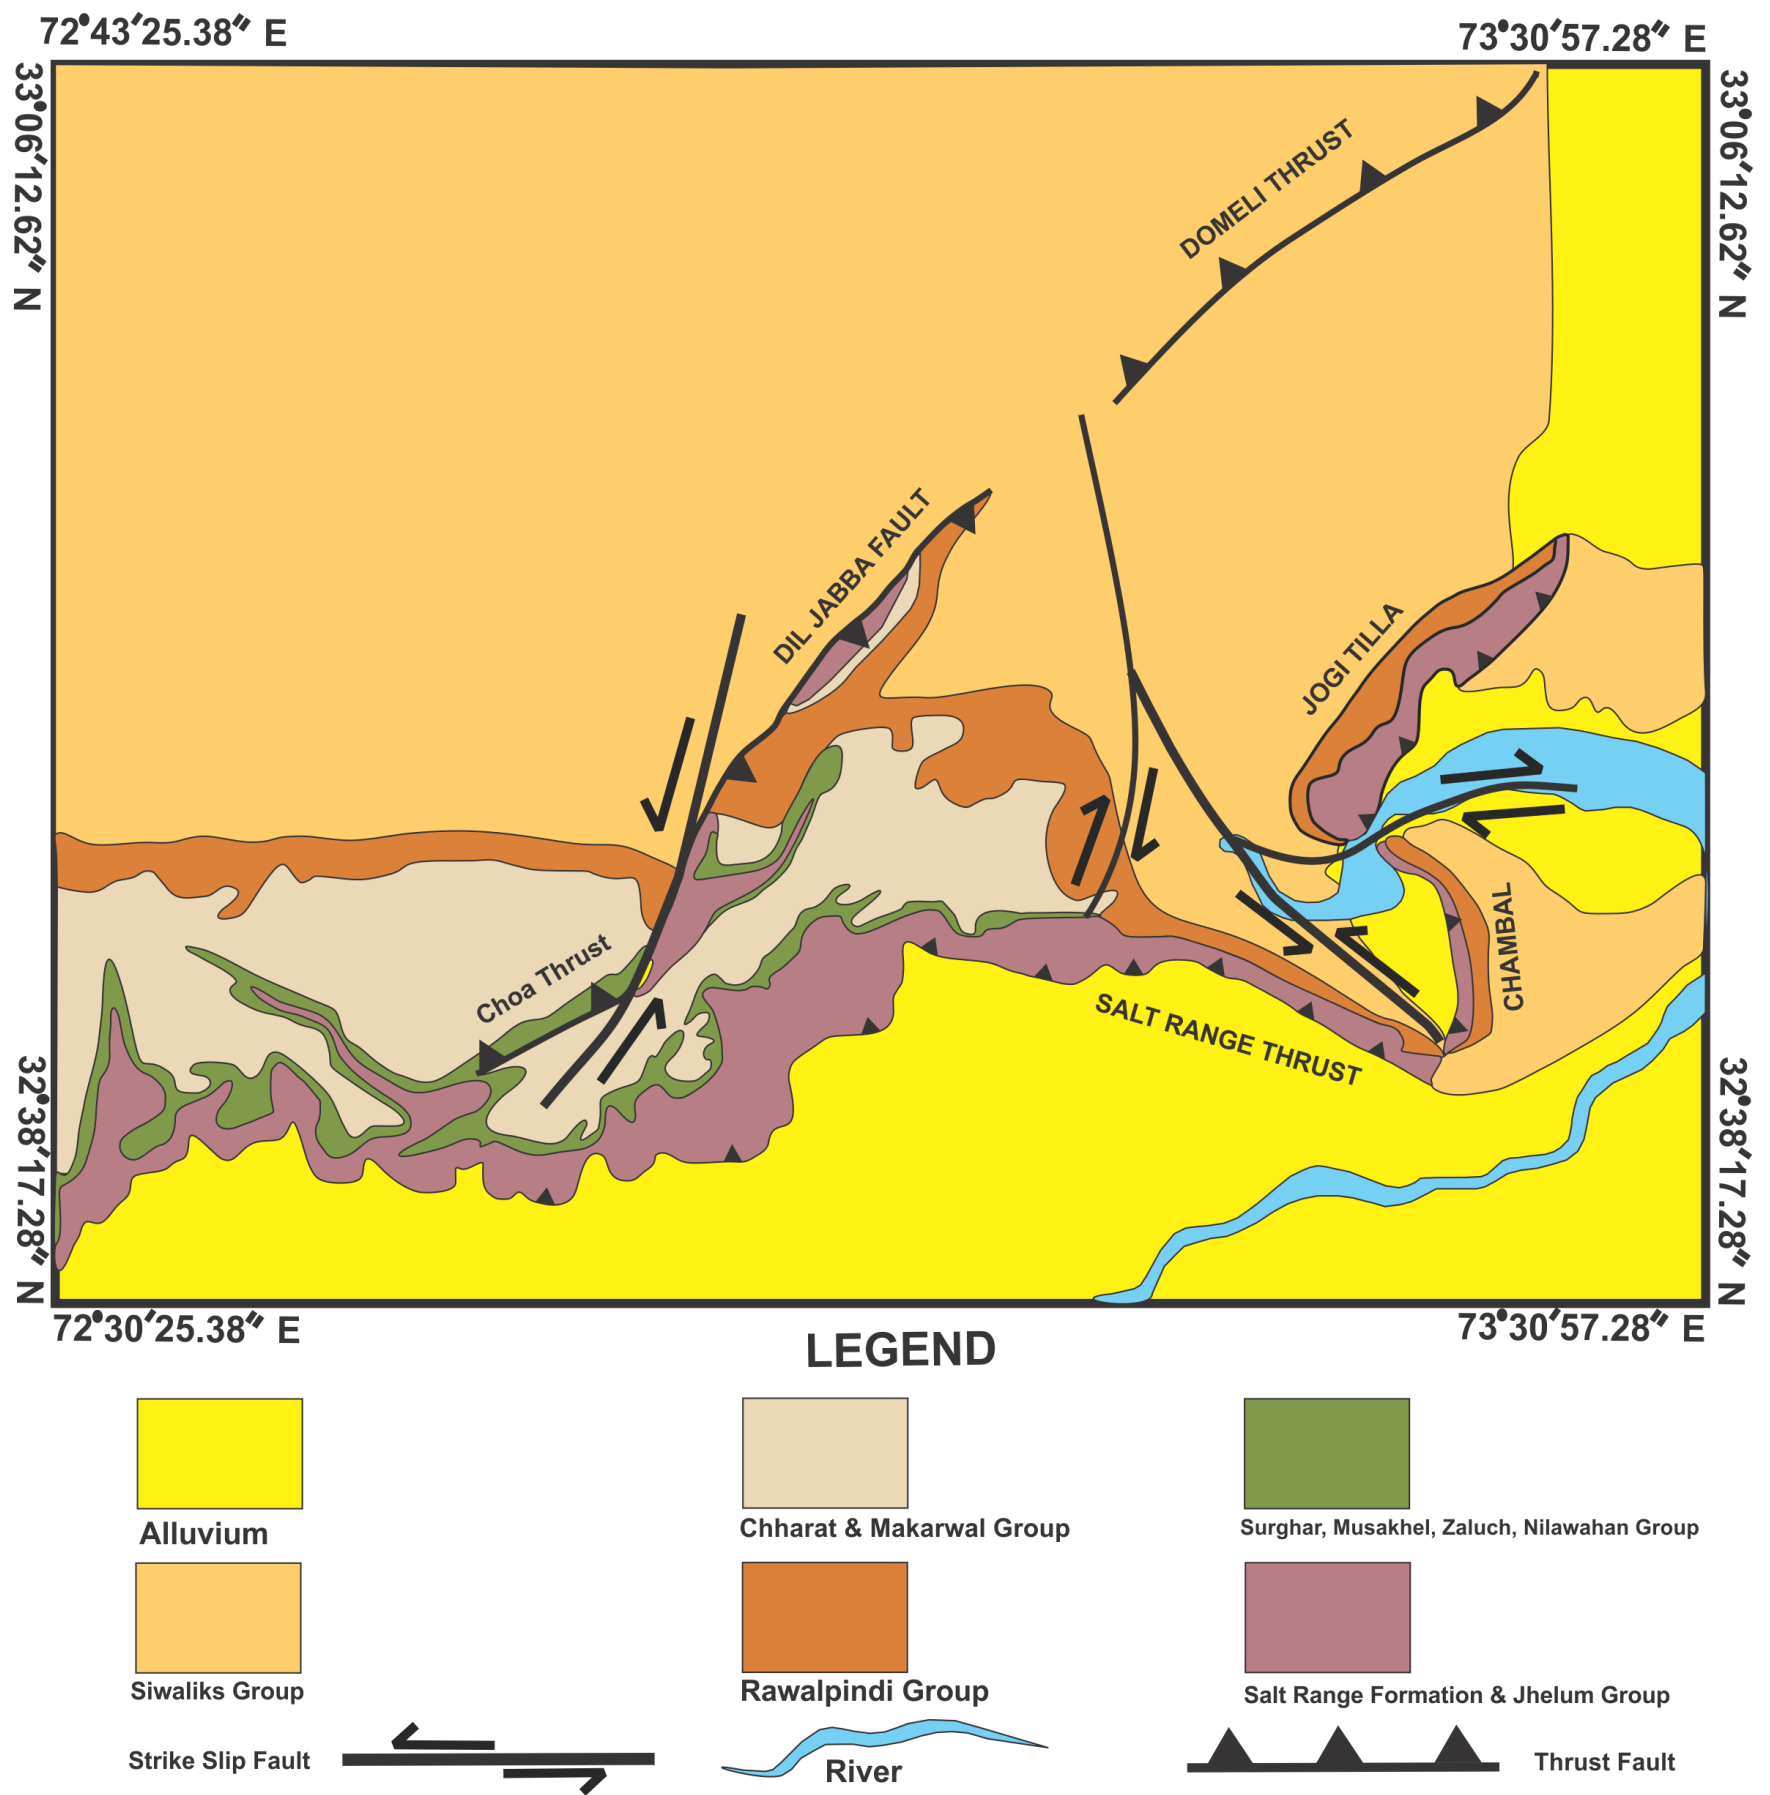 72°43′25.38″ E
73°30′57.28″ E
33°06′12.62″ N
33°06′12.62″ N
DOMELI THRUST
DIL JABBA FAULT
JOGI TILLA
Choa Thrust
CHAMBAL
SALT RANGE THRUST
32°38′17.28″ N
32°38′17.28″ N
72°30′25.38″ E
73°30′57.28″ E
LEGEND
Alluvium
Chharat & Makarwal Group
Surghar, Musakhel, Zaluch, Nilawahan Group
Siwaliks Group
Rawalpindi Group
Salt Range Formation & Jhelum Group
Strike Slip Fault
River
Thrust Fault